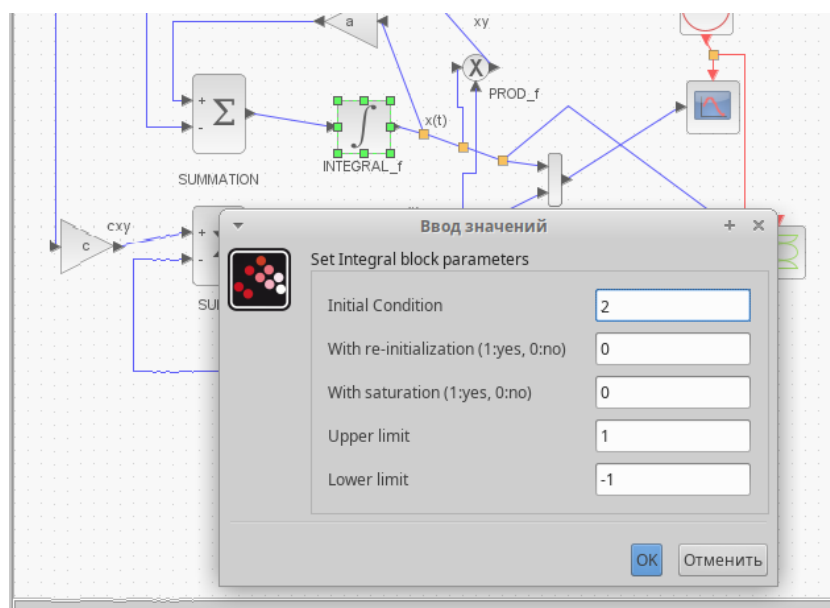 a
xy
X
PROD_f
+
-
Σ
x(t)
INTEGRAL_f
SUMMATION
c
cxy
+
-
Ввод значений
Set Integral block parameters
Initial Condition 2
With re-initialization (1:yes, 0:no) 0
With saturation (1:yes, 0:no) 0
Upper limit 1
Lower limit -1
OK Отменить